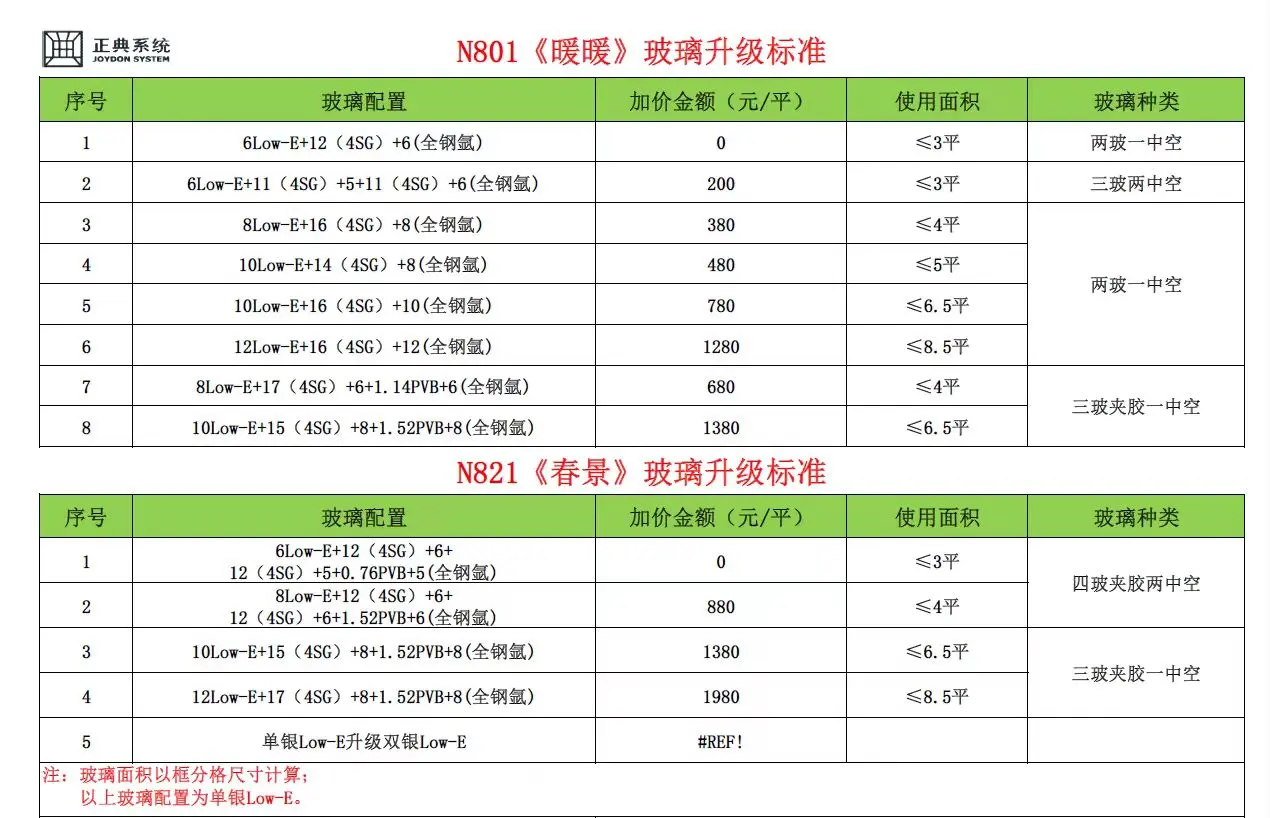 正典系统
JOYDON SYSTEM
N801《暖暖》玻璃升级标准
序号 玻璃配置 加价金额（元/平） 使用面积 玻璃种类
1 6Low-E+12（4SG）+6(全钢氩) 0 ≤3平 两玻一中空
2 6Low-E+11（4SG）+5+11（4SG）+6(全钢氩) 200 ≤3平 三玻两中空
3 8Low-E+16（4SG）+8(全钢氩) 380 ≤4平
4 10Low-E+14（4SG）+8(全钢氩) 480 ≤5平
两玻一中空
5 10Low-E+16（4SG）+10(全钢氩) 780 ≤6.5平
6 12Low-E+16（4SG）+12(全钢氩) 1280 ≤8.5平
7 8Low-E+17（4SG）+6+1.14PVB+6(全钢氩) 680 ≤4平
三玻夹胶一中空
8 10Low-E+15（4SG）+8+1.52PVB+8(全钢氩) 1380 ≤6.5平
N821《春景》玻璃升级标准
序号 玻璃配置 加价金额（元/平） 使用面积 玻璃种类
1 6Low-E+12（4SG）+6+
12（4SG）+5+0.76PVB+5(全钢氩) 0 ≤3平
四玻夹胶两中空
2 8Low-E+12（4SG）+6+
12（4SG）+6+1.52PVB+6(全钢氩) 880 ≤4平
3 10Low-E+15（4SG）+8+1.52PVB+8(全钢氩) 1380 ≤6.5平
三玻夹胶一中空
4 12Low-E+17（4SG）+8+1.52PVB+8(全钢氩) 1980 ≤8.5平
5 单银Low-E升级双银Low-E #REF!
注：玻璃面积以框分格尺寸计算；
以上玻璃配置为单银Low-E。